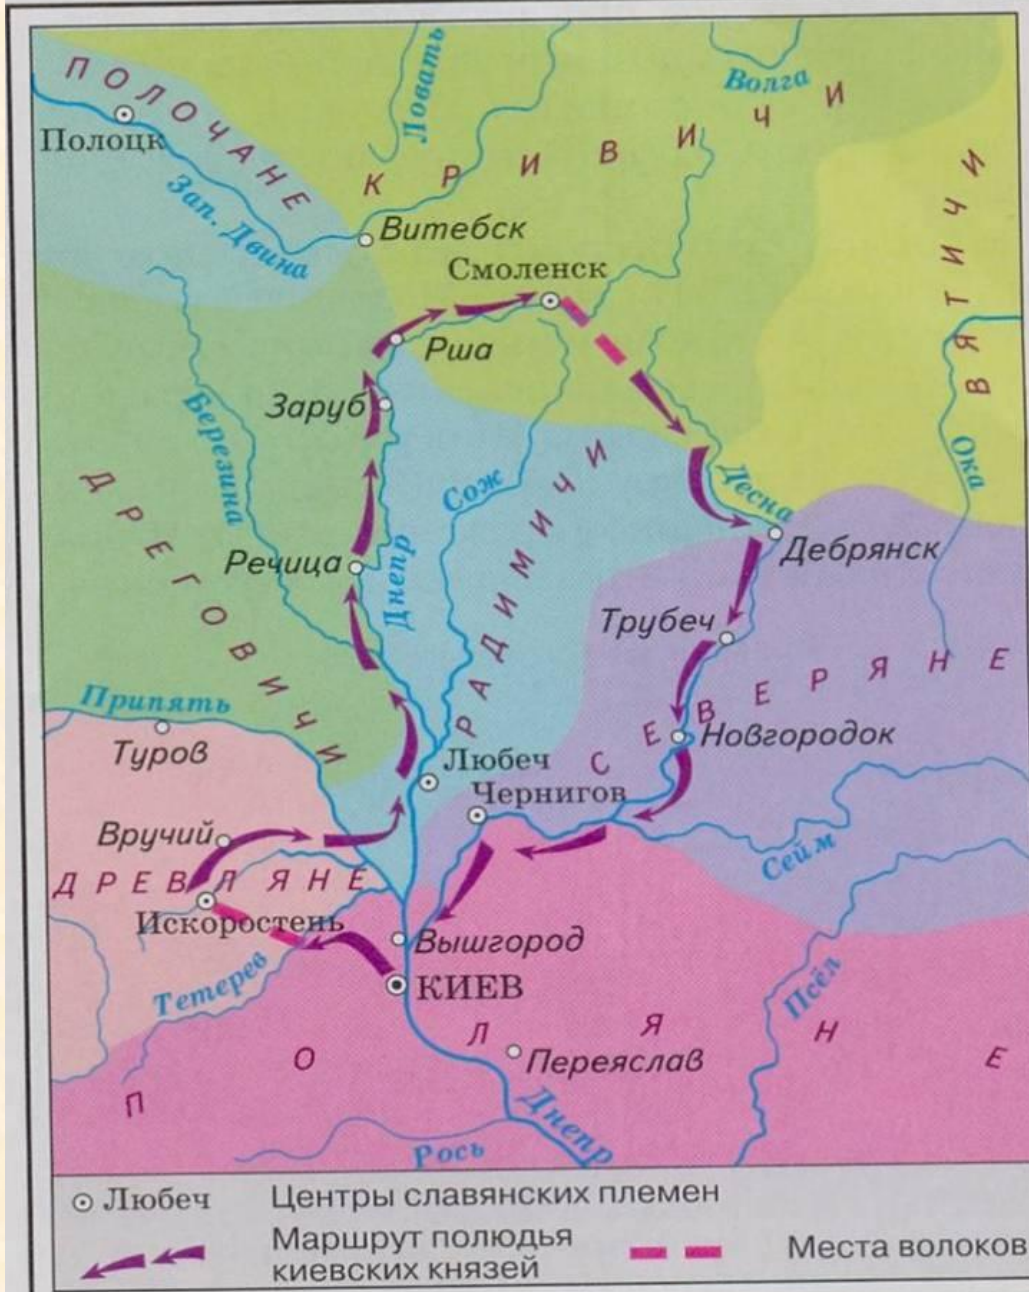 ПОЛОЧАНЕ
Полоцк
Зап. Двина
Ловать
Волга
КРИВИЧИ
Витебск
Смоленск
ВЯТИЧИ
Рша
Заруб
Березина
Сож
Десна
Ока
ДРЕГОВИЧИ
Речица
Днепр
РАДИМИЧИ
Дебрянск
Трубеч
СЕВЕРЯНЕ
Припять
Туров
Новгородок
Любеч
Чернигов
Вручий
Сейм
ДРЕВЛЯНЕ
Искоростень
Вышгород
Тетерев
КИЕВ
Псёл
ПОЛЯНЕ
Переяслав
Днепр
Рось
Любеч Центры славянских племен
Маршрут полюдья
киевских князей
Места волоков